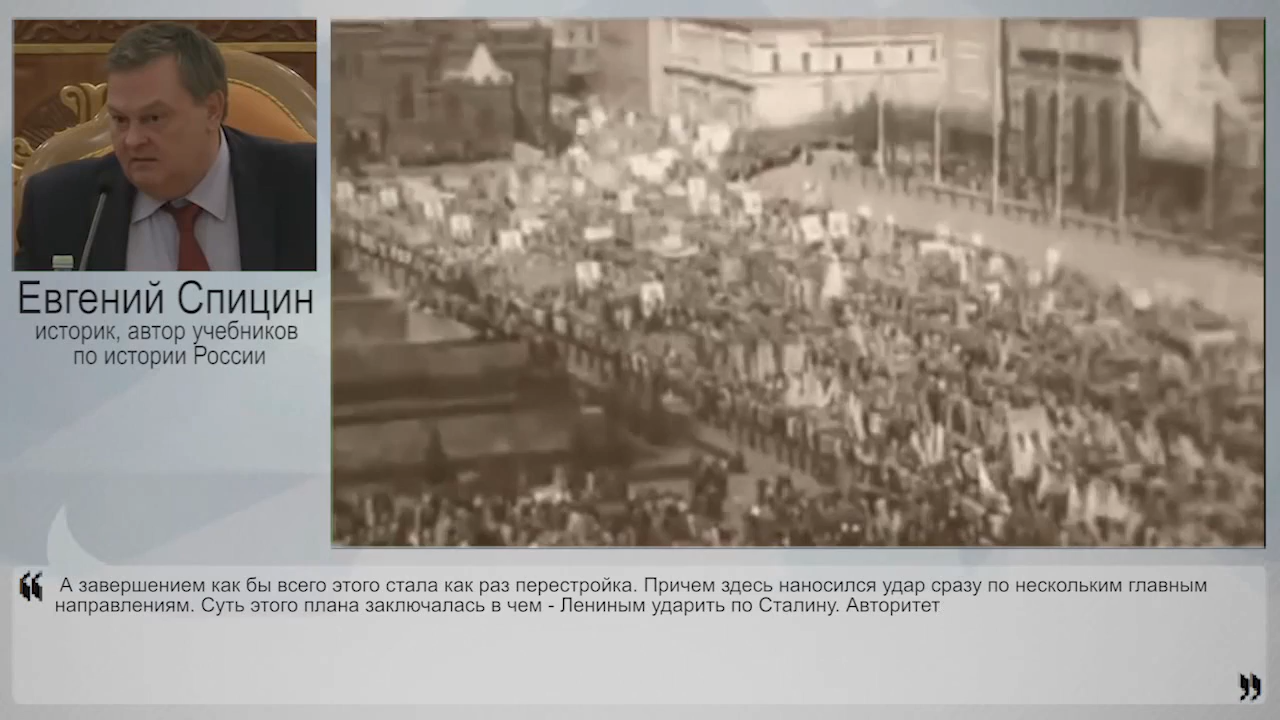 Евгений Спицин
историк, автор учебников
по истории России
“ А завершением как бы всего этого стала как раз перестройка. Причем здесь наносился удар сразу по нескольким главным
направлениям. Суть этого плана заключалась в чем - Лениным ударить по Сталину. Авторитет
”